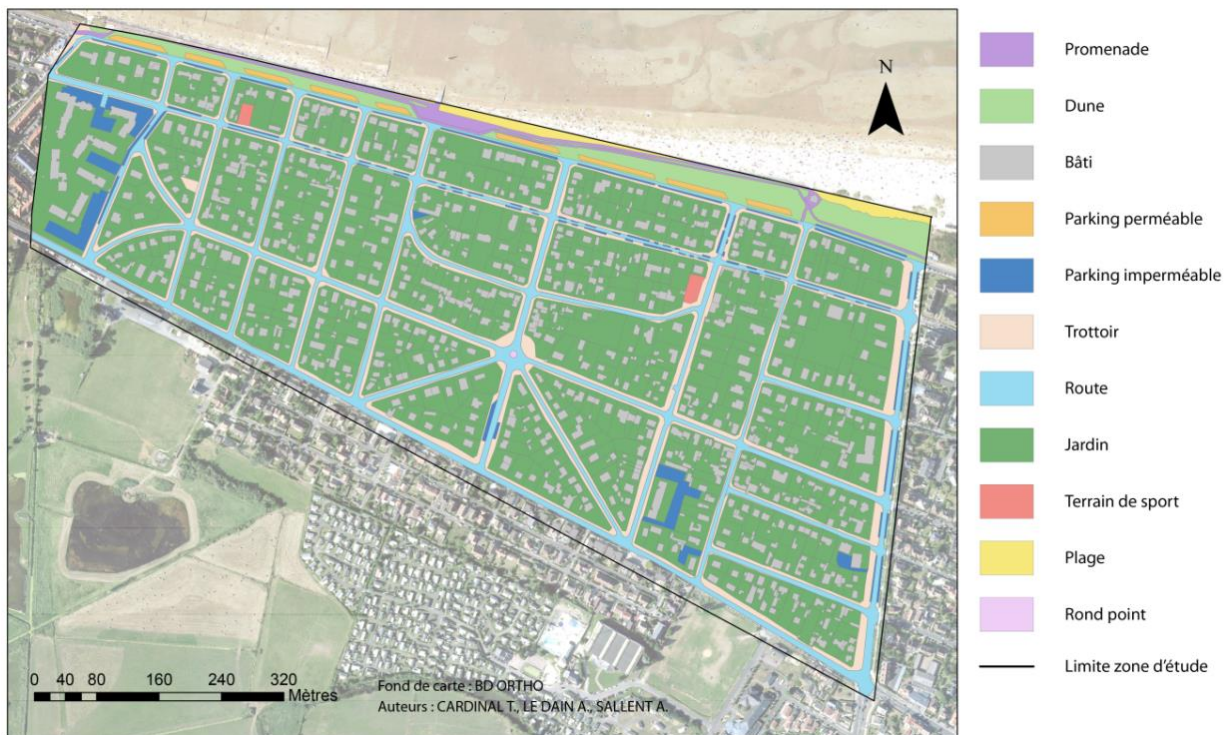 N
Promenade
Dune
Bâti
Parking perméable
Parking imperméable
Trottoir
Route
Jardin
Terrain de sport
Plage
Rond point
Limite zone d'étude
0 20 40 80 160 240 320
Mètres
Fond de carte : BD ORTHO
Auteurs : CARDINAL T., LE DAIN A., SALLENT A.